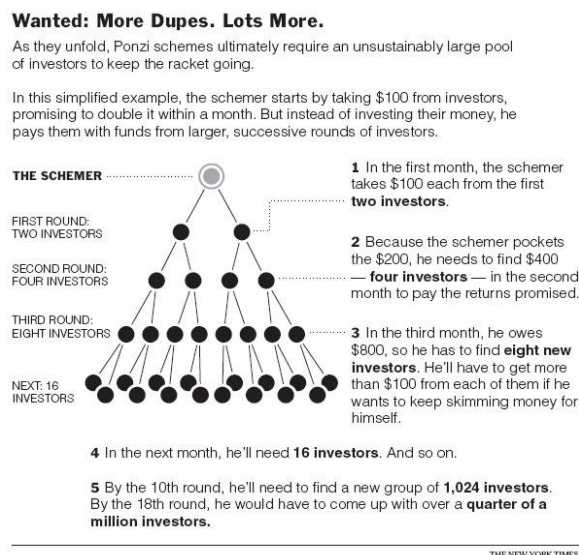 Wanted: More Dupes. Lots More.
As they unfold, Ponzi schemes ultimately require an unsustainably large pool
of investors to keep the racket going.
In this simplified example, the schemer starts by taking $100 from investors,
promising to double it within a month. But instead of investing their money, he
pays them with funds from larger, successive rounds of investors.
THE SCHEMER
FIRST ROUND:
TWO INVESTORS
SECOND ROUND:
FOUR INVESTORS
THIRD ROUND:
EIGHT INVESTORS
NEXT: 16
INVESTORS
1 In the first month, the schemer
takes $100 each from the first
two investors.
2 Because the schemer pockets
the $200, he needs to find $400
— four investors — in the second
month to pay the returns promised.
3 In the third month, he owes
$800, so he has to find eight new
investors. He'll have to get more
than $100 from each of them if he
wants to keep skimming money for
himself.
4 In the next month, he'll need 16 investors. And so on.
5 By the 10th round, he'll need to find a new group of 1,024 investors.
By the 18th round, he would have to come up with over a quarter of a
million investors.
THE NEW YORK TIMES